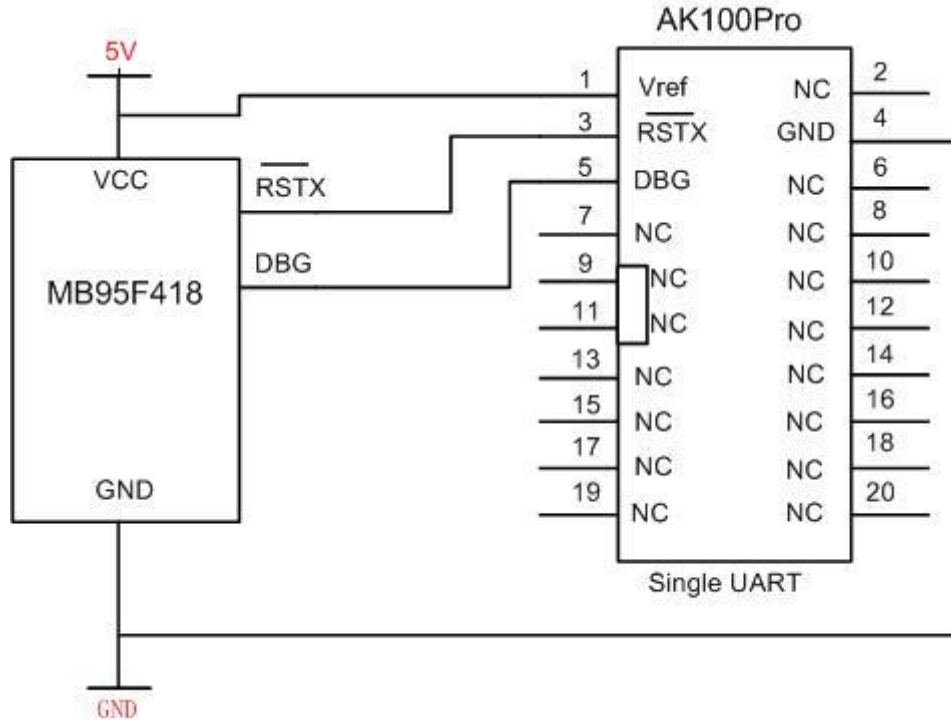 AK100Pro
5V
1 Vref NC 2
3 RSTX GND 4
5 DBG NC 6
7 NC NC 8
9 NC NC 10
11 NC NC 12
13 NC NC 14
15 NC NC 16
17 NC NC 18
19 NC NC 20
Single UART
VCC
RSTX
DBG
MB95F418
GND
GND